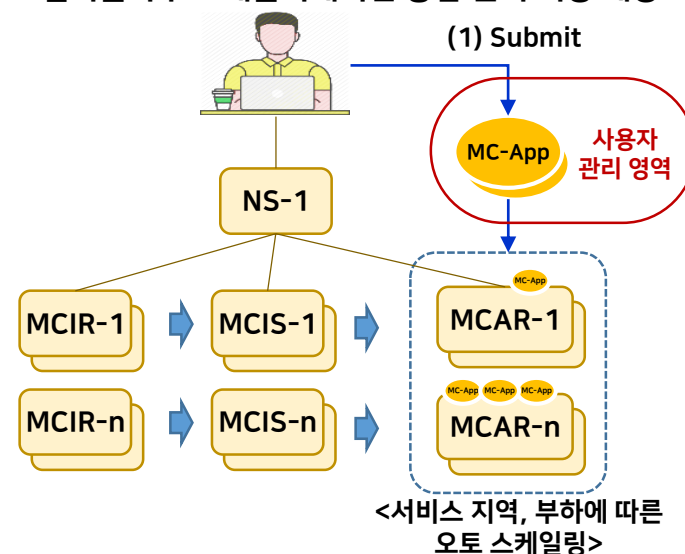 (1) Submit
MC-App
사용자
관리 영역
NS-1
MC-App
MCIR-1
MCIS-1
MCAR-1
MC-App MC-App MC-App
MCIR-n
MCIS-n
MCAR-n
<서비스 지역, 부하에 따른
오토 스케일링>